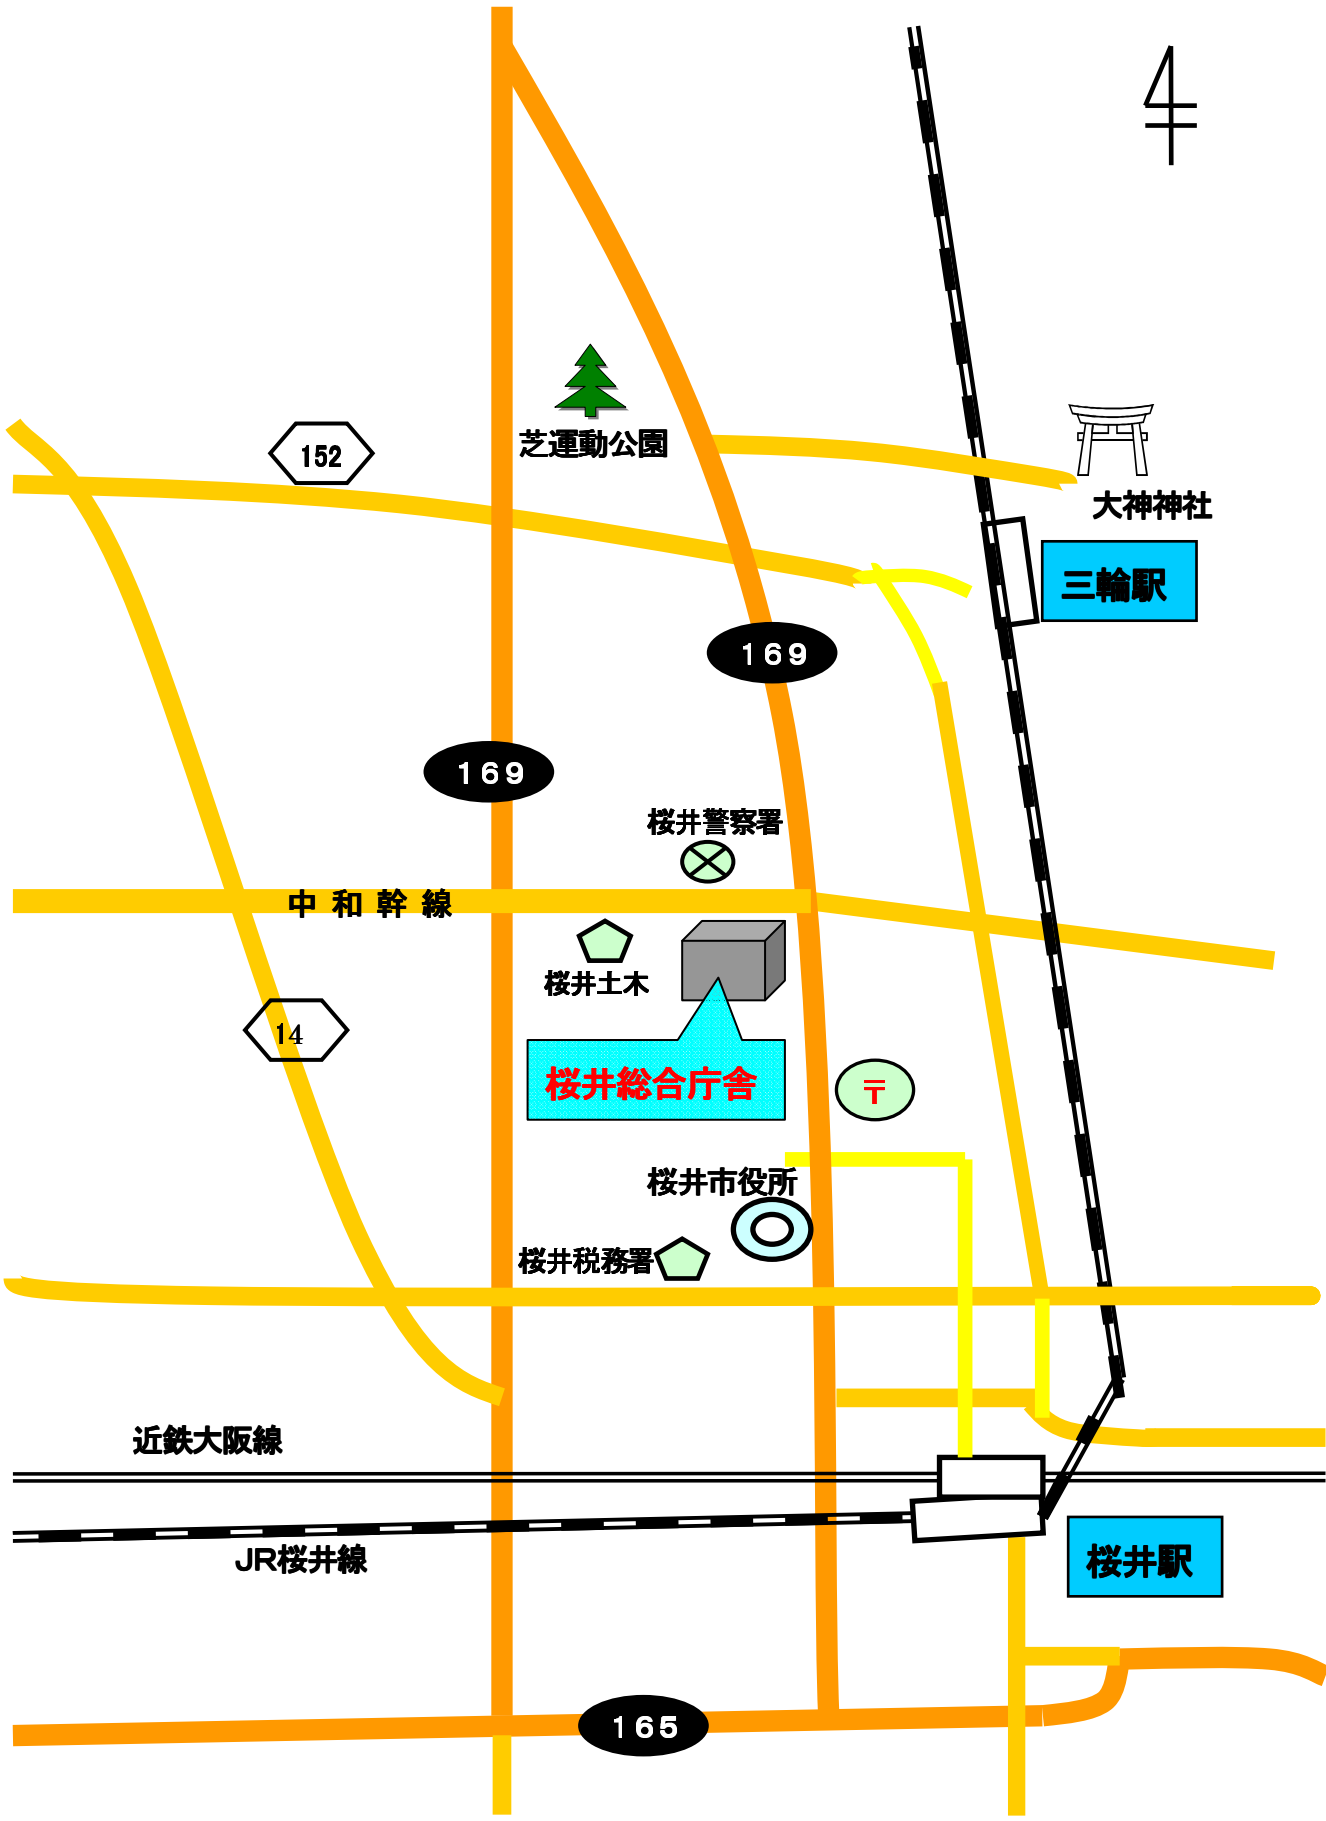 152
芝運動公園
大神神社
三輪駅
169
169
桜井警察署
中和幹線
桜井土木
14
桜井総合庁舎
〒
桜井市役所
桜井税務署
近鉄大阪線
JR桜井線
桜井駅
165